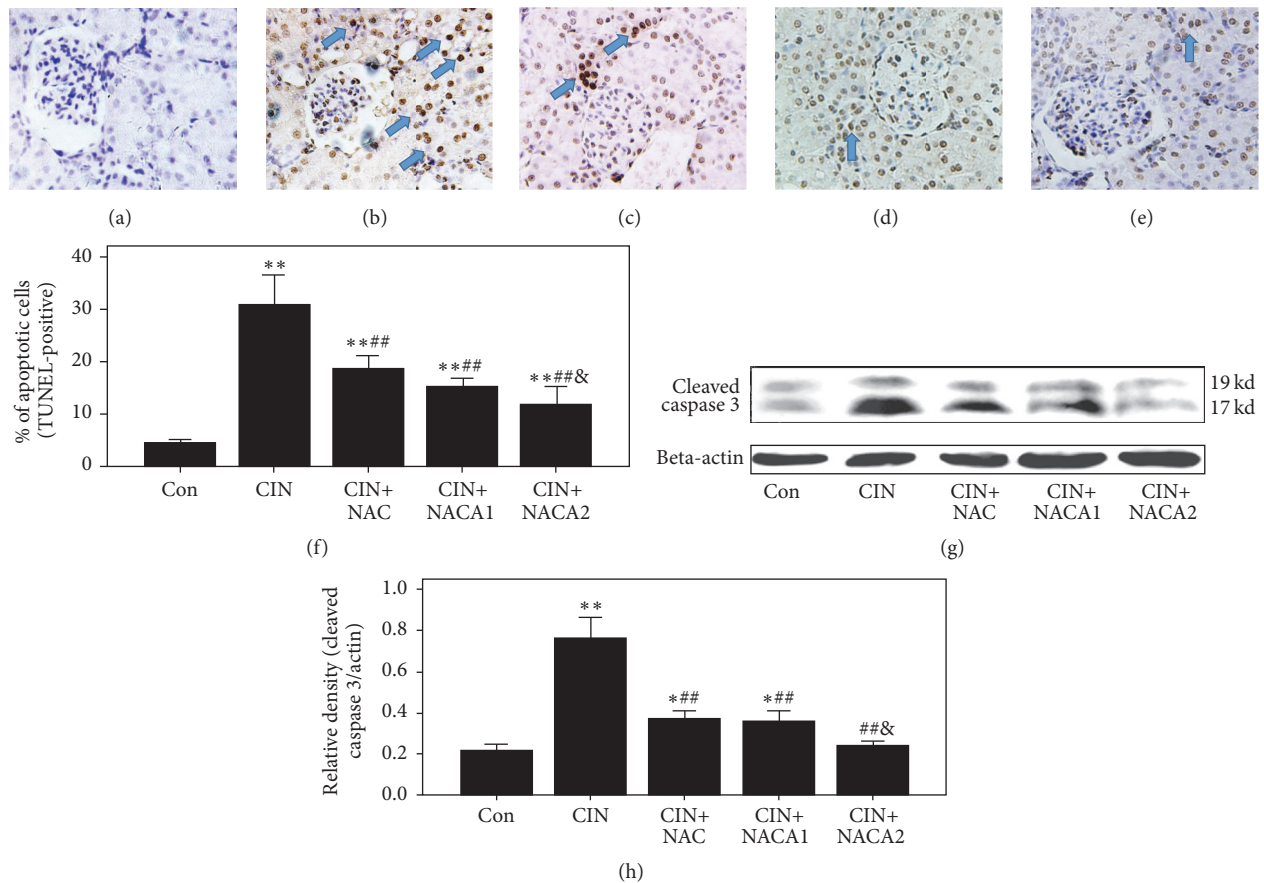 (a)
(b)
(c)
(d)
(e)
% of apoptotic cells
(TUNEL-positive)
40
30
20
10
0
**
**##
**##
**##&
Con
CIN
CIN+
NAC
CIN+
NACA1
CIN+
NACA2
(f)
Cleaved
caspase 3
19 kd
17 kd
Beta-actin
Con
CIN
CIN+
NAC
CIN+
NACA1
CIN+
NACA2
(g)
Relative density (cleaved
caspase 3/actin)
1.0
0.8
0.6
0.4
0.2
0.0
**
*##
*##
##&
Con
CIN
CIN+
NAC
CIN+
NACA1
CIN+
NACA2
(h)